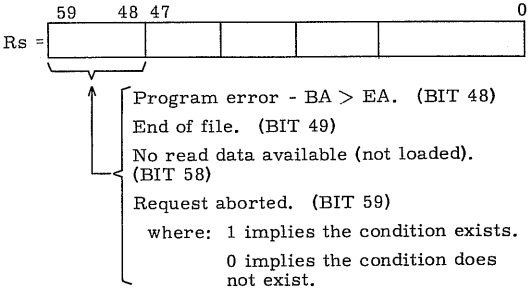 59 48 47 0
Rs =
Program error - BA > EA. (BIT 48)
End of file. (BIT 49)
No read data available (not loaded).
(BIT 58)
Request aborted. (BIT 59)
where: 1 implies the condition exists.
0 implies the condition does
not exist.